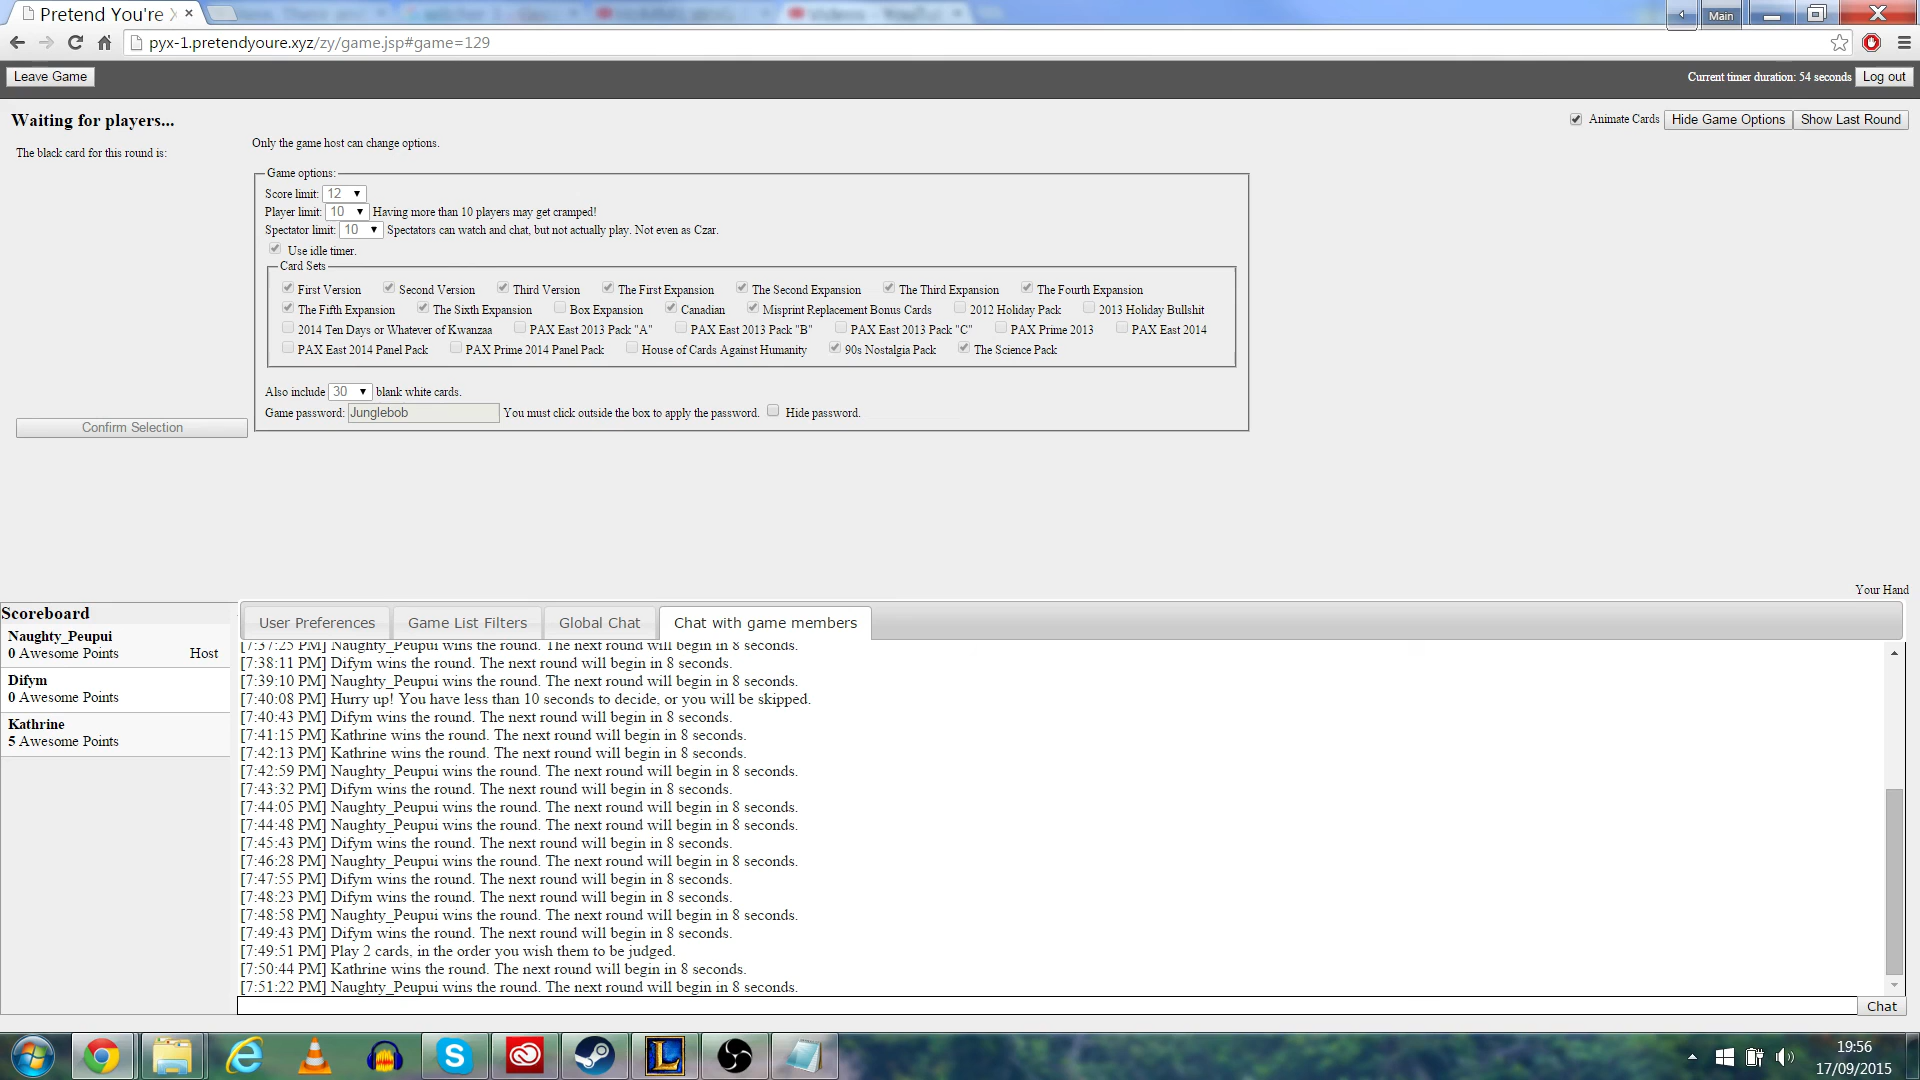 Pretend You're X
pyx-1.pretendyoure.xyz/zy/game.jsp#game=129
Main
Leave Game
Current timer duration: 54 seconds
Log out
Waiting for players...
Animate Cards
Hide Game Options
Show Last Round
The black card for this round is:
Only the game host can change options.
Game options:
Score limit: 12
Player limit: 10 Having more than 10 players may get cramped!
Spectator limit: 10 Spectators can watch and chat, but not actually play. Not even as Czar.
Use idle timer.
Card Sets
First Version Second Version Third Version The First Expansion The Second Expansion The Third Expansion The Fourth Expansion
The Fifth Expansion The Sixth Expansion Box Expansion Canadian Misprint Replacement Bonus Cards 2012 Holiday Pack 2013 Holiday Bullshit
2014 Ten Days or Whatever of Kwanzaa PAX East 2013 Pack "A" PAX East 2013 Pack "B" PAX East 2013 Pack "C" PAX Prime 2013 PAX East 2014
PAX East 2014 Panel Pack PAX Prime 2014 Panel Pack House of Cards Against Humanity 90s Nostalgia Pack The Science Pack
Also include 30 blank white cards.
Game password: Junglebob You must click outside the box to apply the password. Hide password.
Confirm Selection
Your Hand
Scoreboard
Naughty_Peupui
0 Awesome Points Host
Difym
0 Awesome Points
Kathrine
5 Awesome Points
User Preferences
Game List Filters
Global Chat
Chat with game members
[7:37:25 PM] Naughty_Peupui wins the round. The next round will begin in 8 seconds.
[7:38:11 PM] Difym wins the round. The next round will begin in 8 seconds.
[7:39:10 PM] Naughty_Peupui wins the round. The next round will begin in 8 seconds.
[7:40:08 PM] Hurry up! You have less than 10 seconds to decide, or you will be skipped.
[7:40:43 PM] Difym wins the round. The next round will begin in 8 seconds.
[7:41:15 PM] Kathrine wins the round. The next round will begin in 8 seconds.
[7:42:13 PM] Kathrine wins the round. The next round will begin in 8 seconds.
[7:42:59 PM] Naughty_Peupui wins the round. The next round will begin in 8 seconds.
[7:43:32 PM] Difym wins the round. The next round will begin in 8 seconds.
[7:44:05 PM] Naughty_Peupui wins the round. The next round will begin in 8 seconds.
[7:44:48 PM] Naughty_Peupui wins the round. The next round will begin in 8 seconds.
[7:45:43 PM] Difym wins the round. The next round will begin in 8 seconds.
[7:46:28 PM] Naughty_Peupui wins the round. The next round will begin in 8 seconds.
[7:47:55 PM] Difym wins the round. The next round will begin in 8 seconds.
[7:48:23 PM] Difym wins the round. The next round will begin in 8 seconds.
[7:48:58 PM] Naughty_Peupui wins the round. The next round will begin in 8 seconds.
[7:49:43 PM] Difym wins the round. The next round will begin in 8 seconds.
[7:49:51 PM] Play 2 cards, in the order you wish them to be judged.
[7:50:44 PM] Kathrine wins the round. The next round will begin in 8 seconds.
[7:51:22 PM] Naughty_Peupui wins the round. The next round will begin in 8 seconds.
Chat
19:56
17/09/2015